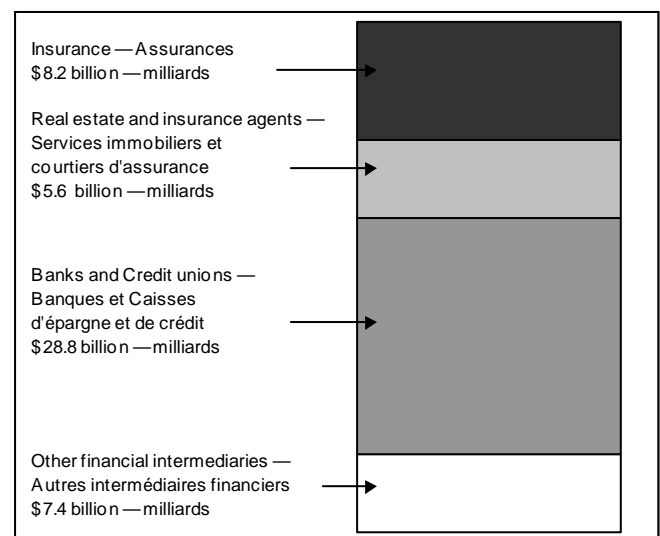 Insurance — Assurances
$8.2 billion — milliards
Real estate and insurance agents —
Services immobiliers et
courtiers d'assurance
$5.6 billion — milliards
Banks and Credit unions —
Banques et Caisses
d'épargne et de crédit
$28.8 billion — milliards
Other financial intermediaries —
Autres intermédiaires financiers
$7.4 billion — milliards